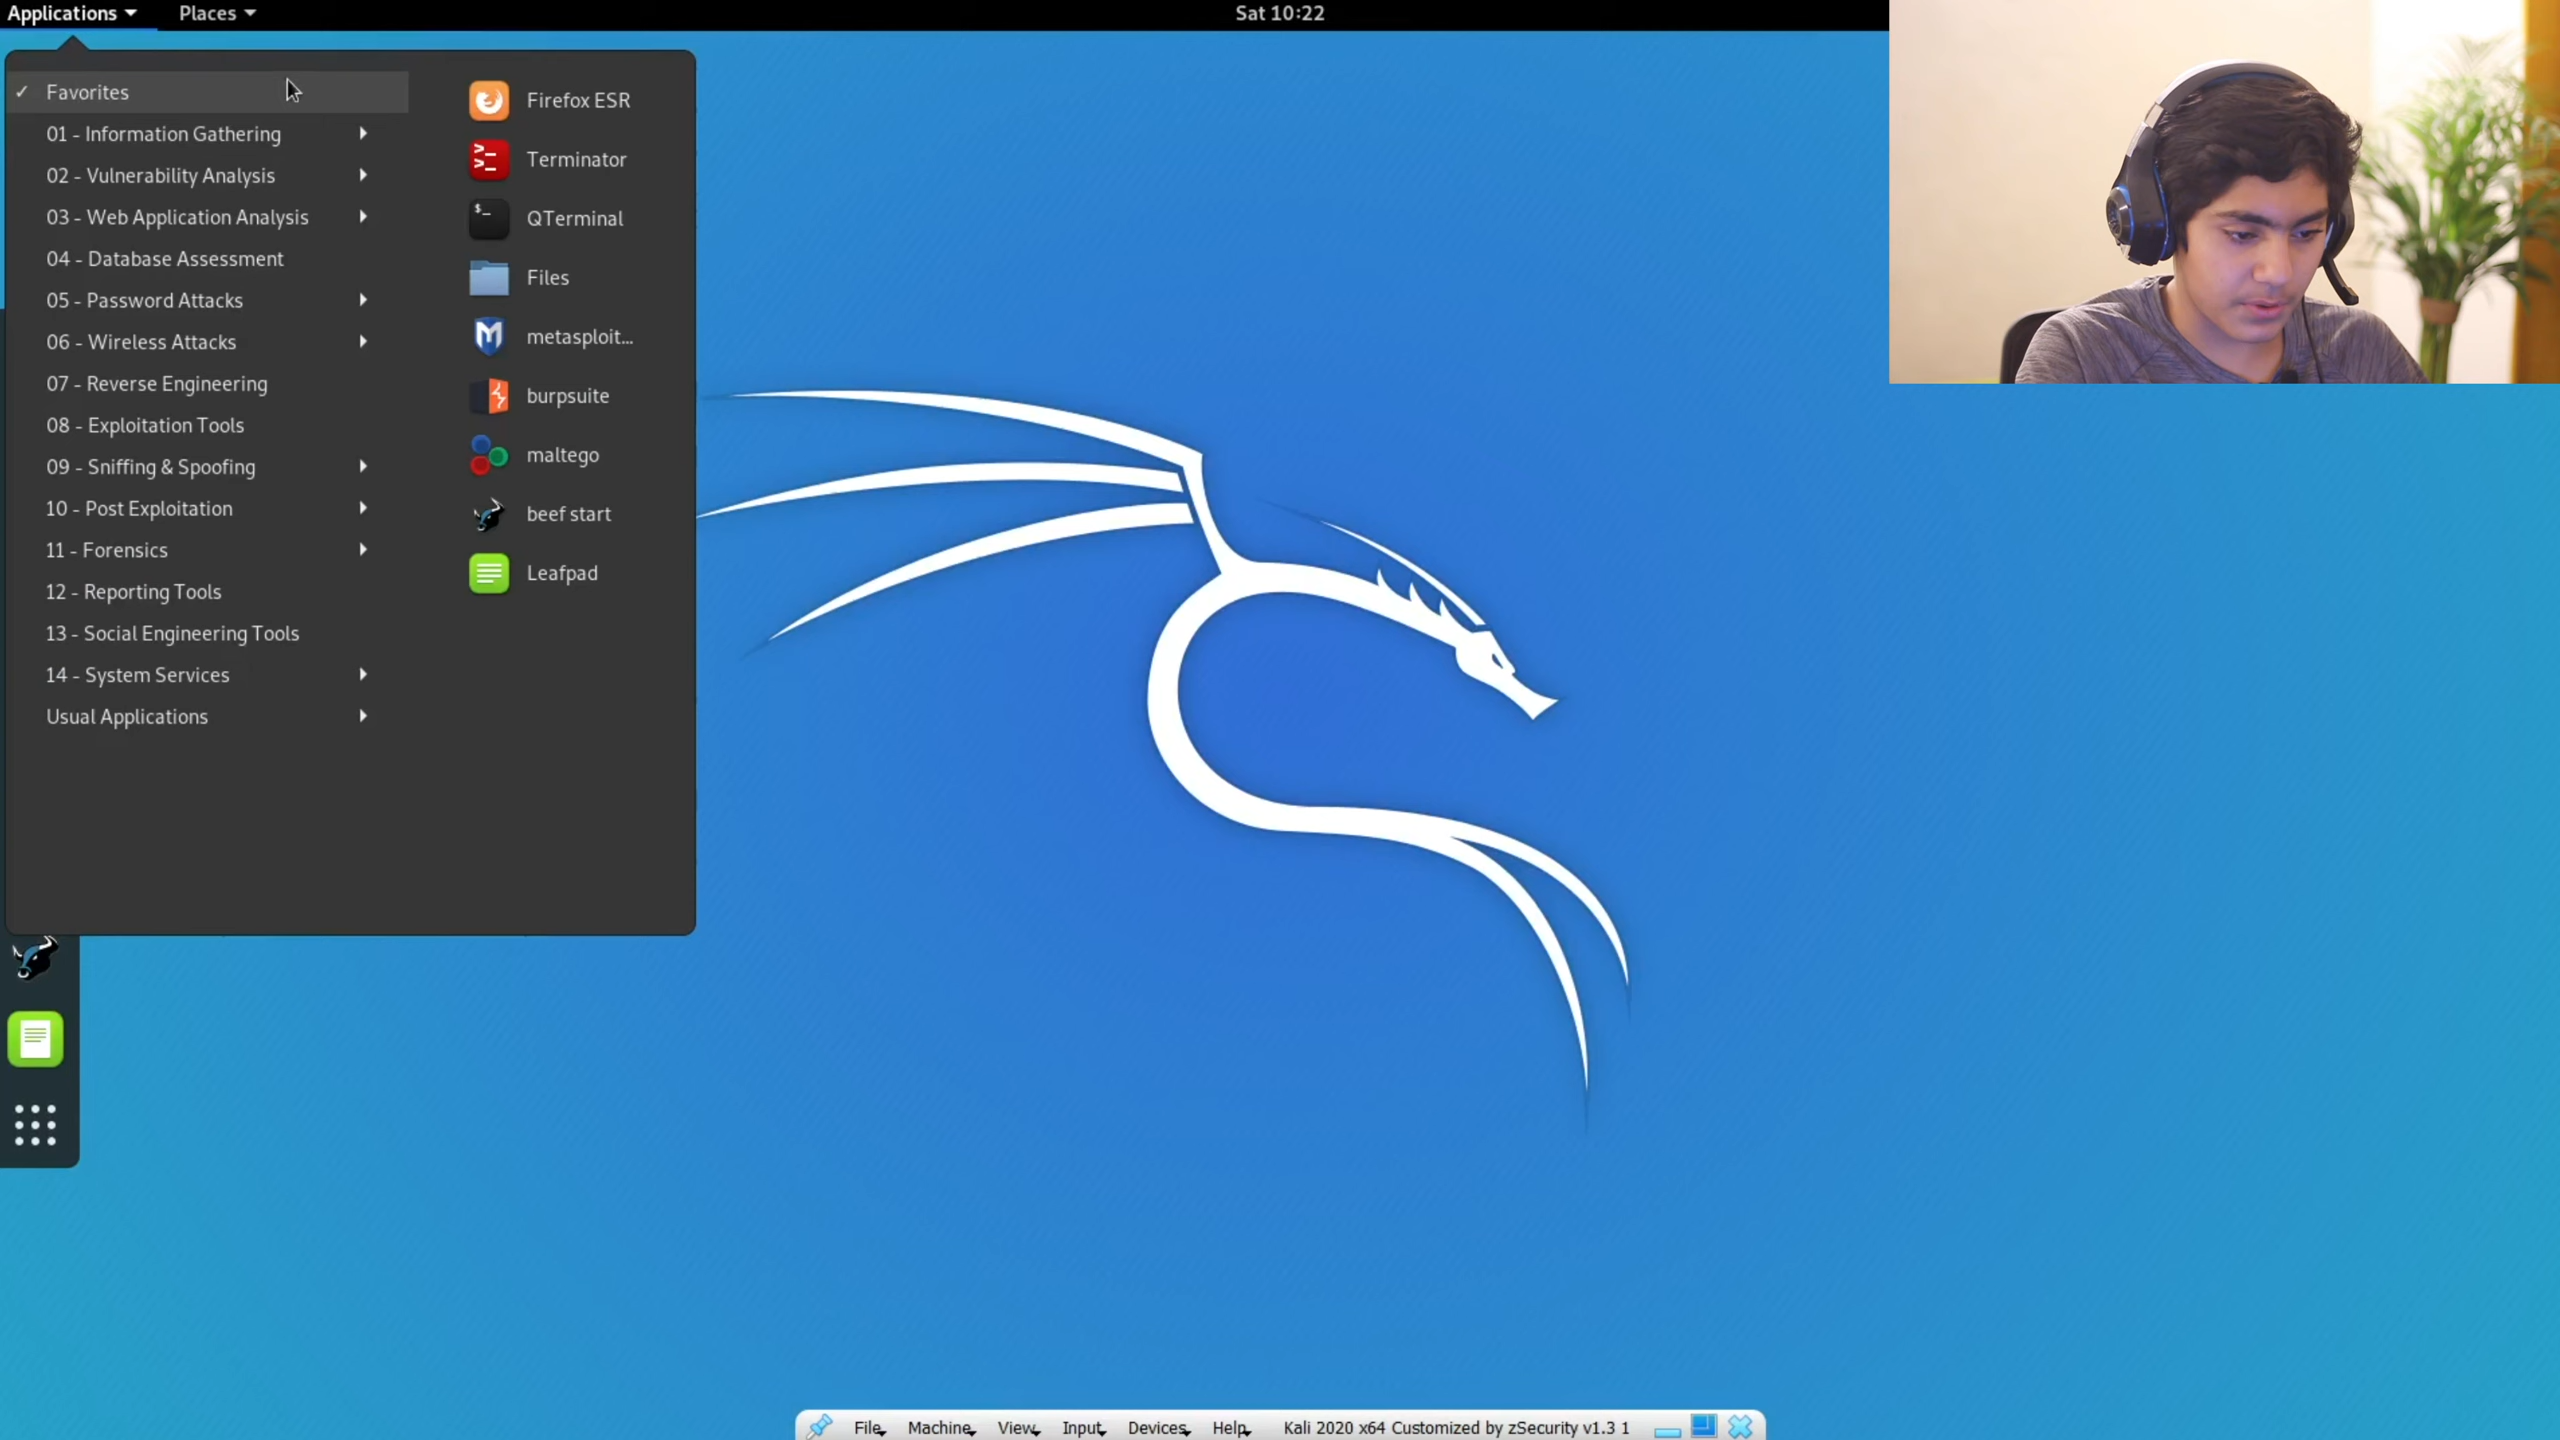 Applications Places Sat 10:22
Favorites
01 - Information Gathering
02 - Vulnerability Analysis
03 - Web Application Analysis
04 - Database Assessment
05 - Password Attacks
06 - Wireless Attacks
07 - Reverse Engineering
08 - Exploitation Tools
09 - Sniffing & Spoofing
10 - Post Exploitation
11 - Forensics
12 - Reporting Tools
13 - Social Engineering Tools
14 - System Services
Usual Applications
Firefox ESR
Terminator
QTerminal
Files
metasploit...
burpsuite
maltego
beef start
Leafpad
File Machine View Input Devices Help Kali 2020 x64 Customized by zSecurity v1.3 1